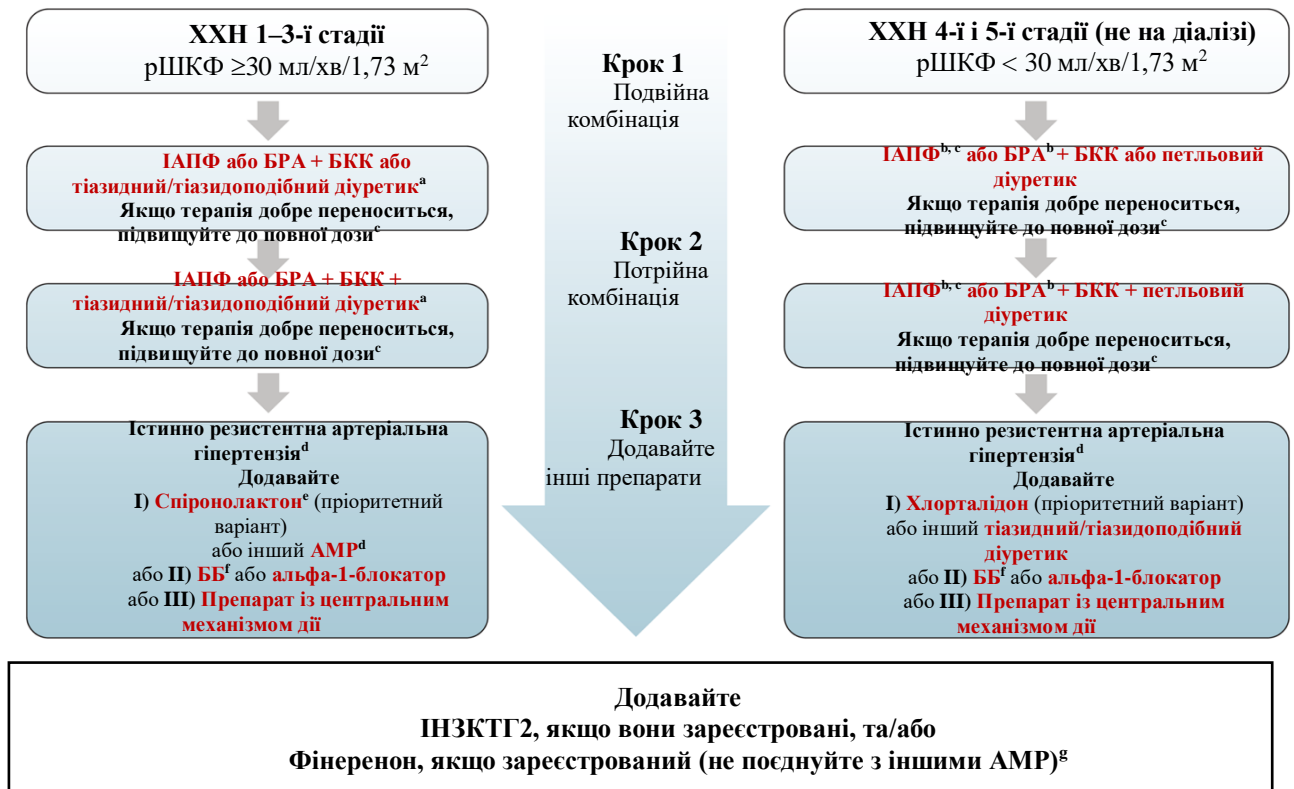 ХХН 1–3-ї стадії
рШКФ ≥30 мл/хв/1,73 м²
ІАПФ або БРА + БКК або
тіазидний/тіазидоподібний діуретикᵃ
Якщо терапія добре переноситься,
підвищуйте до повної дозиᶜ
ІАПФ або БРА + БКК +
тіазидний/тіазидоподібний діуретикᵃ
Якщо терапія добре переноситься,
підвищуйте до повної дозиᶜ
Істинно резистентна артеріальна
гіпертензіяᵈ
Додавайте
I) Спіронолактонᵉ (пріоритетний
варіант)
або інший АМРᵈ
або II) ББᶠ або альфа-1-блокатор
або III) Препарат із центральним
механізмом дії
Крок 1
Подвійна
комбінація
Крок 2
Потрійна
комбінація
Крок 3
Додавайте
інші препарати
ХХН 4-ї і 5-ї стадії (не на діалізі)
рШКФ < 30 мл/хв/1,73 м²
ІАПФᵇ˒ ᶜ або БРАᵇ + БКК або петльовий
діуретик
Якщо терапія добре переноситься,
підвищуйте до повної дозиᶜ
ІАПФᵇ˒ ᶜ або БРАᵇ + БКК + петльовий
діуретик
Якщо терапія добре переноситься,
підвищуйте до повної дозиᶜ
Істинно резистентна артеріальна
гіпертензіяᵈ
Додавайте
I) Хлорталідон (пріоритетний варіант)
або інший тіазидний/тіазидоподібний
діуретик
або II) ББᶠ або альфа-1-блокатор
або III) Препарат із центральним
механізмом дії
Додавайте
ІНЗКТГ2, якщо вони зареєстровані, та/або
Фінеренон, якщо зареєстрований (не поєднуйте з іншими АМР)ᵍ